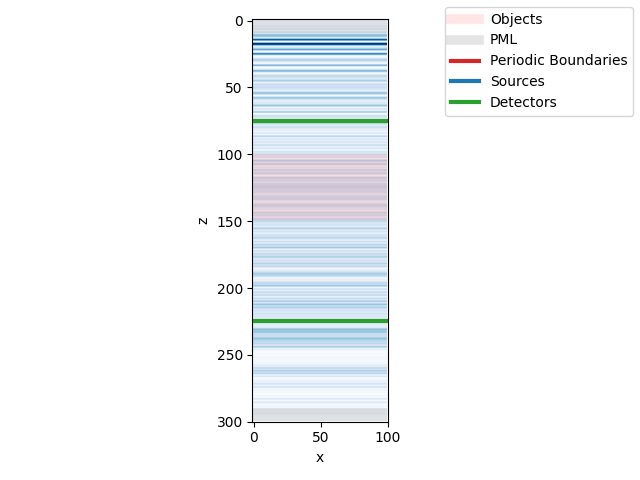 Objects
PML
Periodic Boundaries
Sources
Detectors
0
50
100
150
200
250
300
z
0
50
100
x